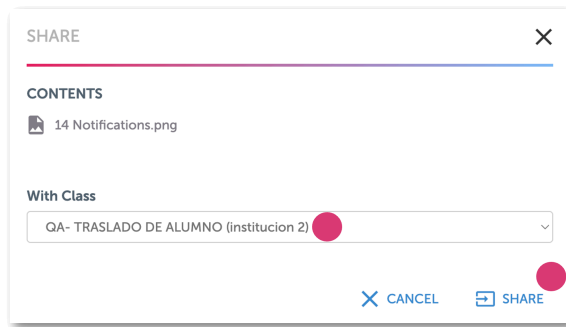 SHARE
CONTENTS
14 Notifications.png
With Class
QA- TRASLADO DE ALUMNO (institucion 2)
CANCEL SHARE